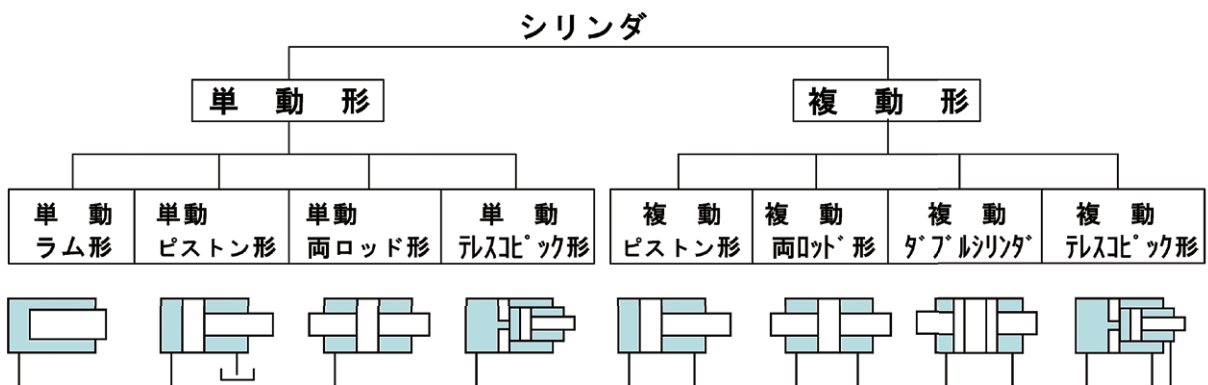 シリンダ
単動形
複動形
単動
ラム形
単動
ピストン形
単動
両ロッド形
単動
テレスコピック形
複動
ピストン形
複動
両ロッド形
複動
ダブルシリンダ
複動
テレスコピック形